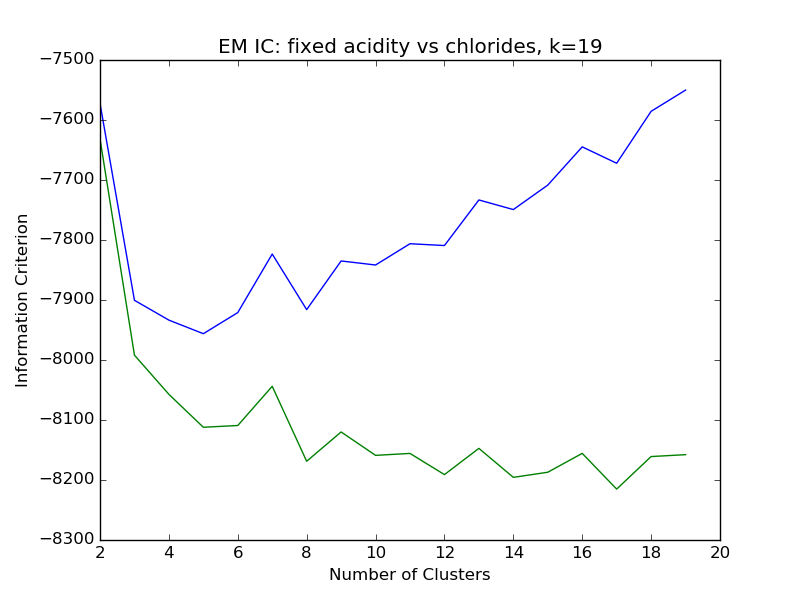 EM IC: fixed acidity vs chlorides, k=19
−7500
−7600
−7700
−7800
−7900
−8000
−8100
−8200
−8300
Information Criterion
2 4 6 8 10 12 14 16 18 20
Number of Clusters